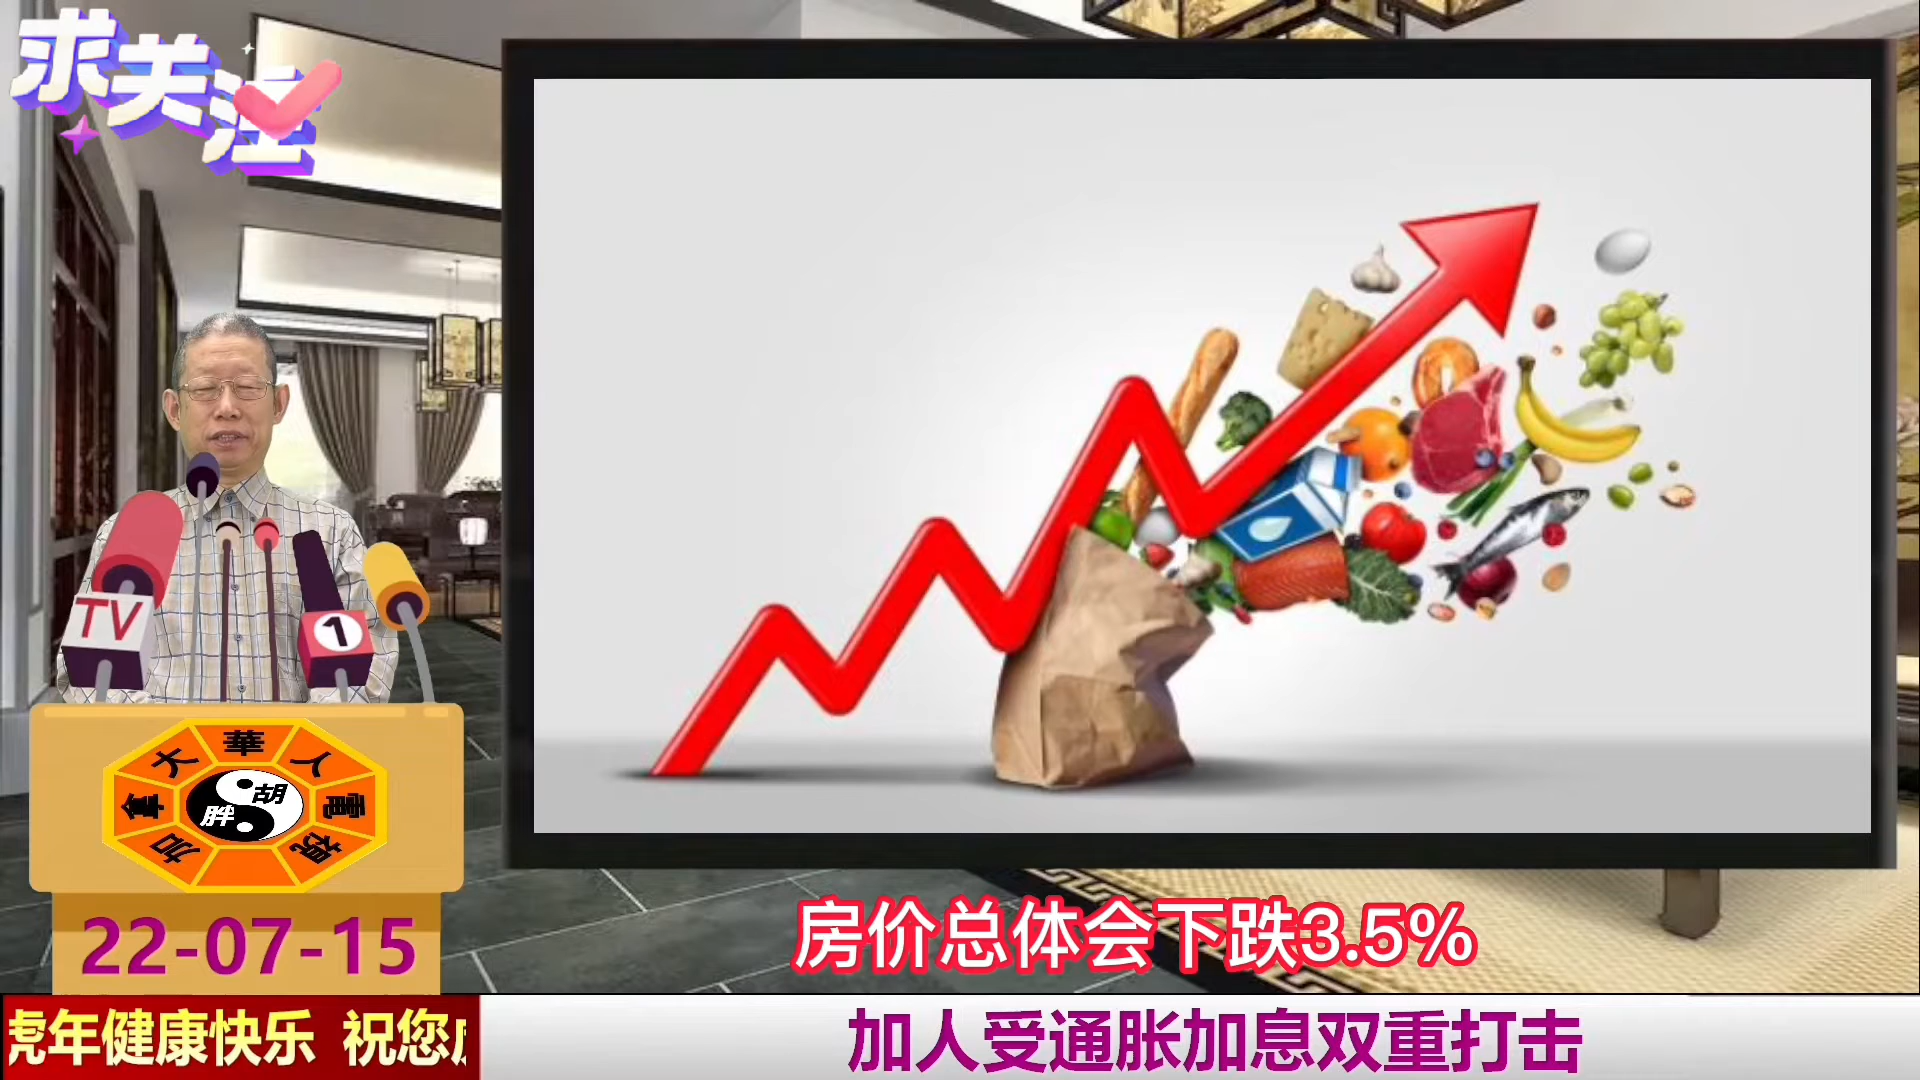 求关注
TV
1
加拿大華人電視
胡
胖
22-07-15
房价总体会下跌3.5%
虎年健康快乐 祝您
加人受通胀加息双重打击